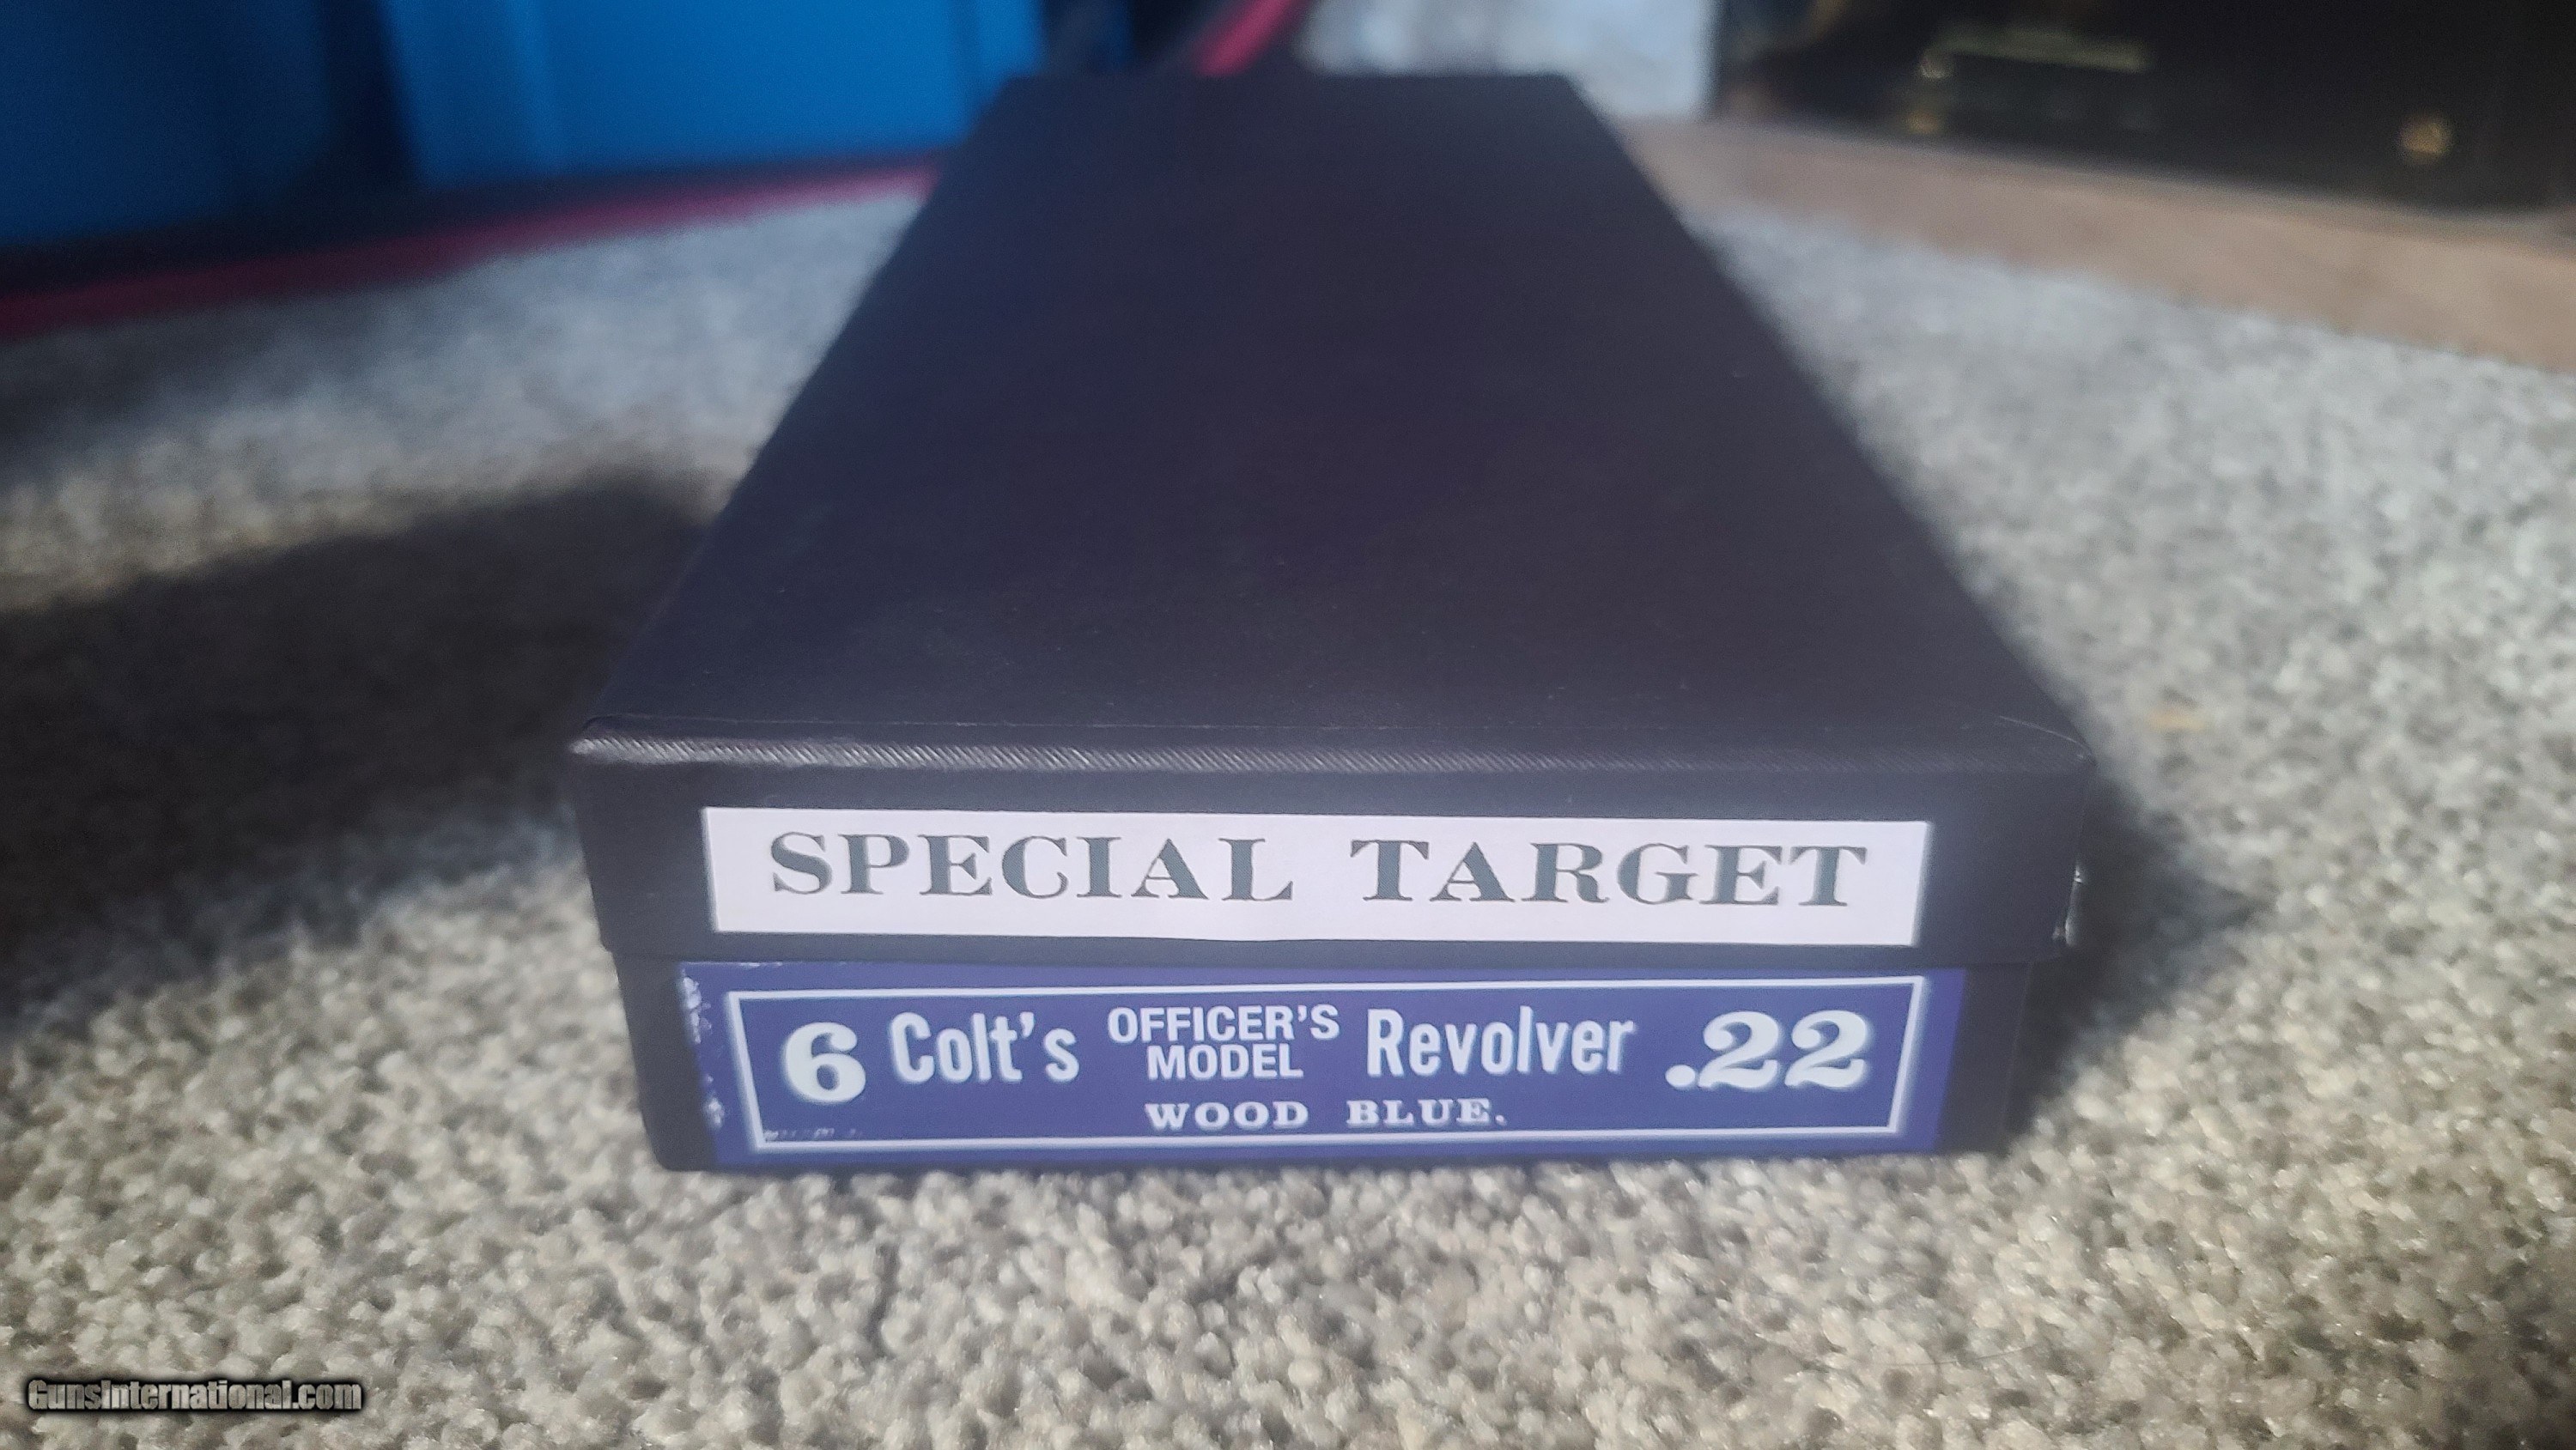 SPECIAL TARGET
6 Colt's OFFICER'S MODEL Revolver .22
WOOD BLUE.
GunsInternational.com